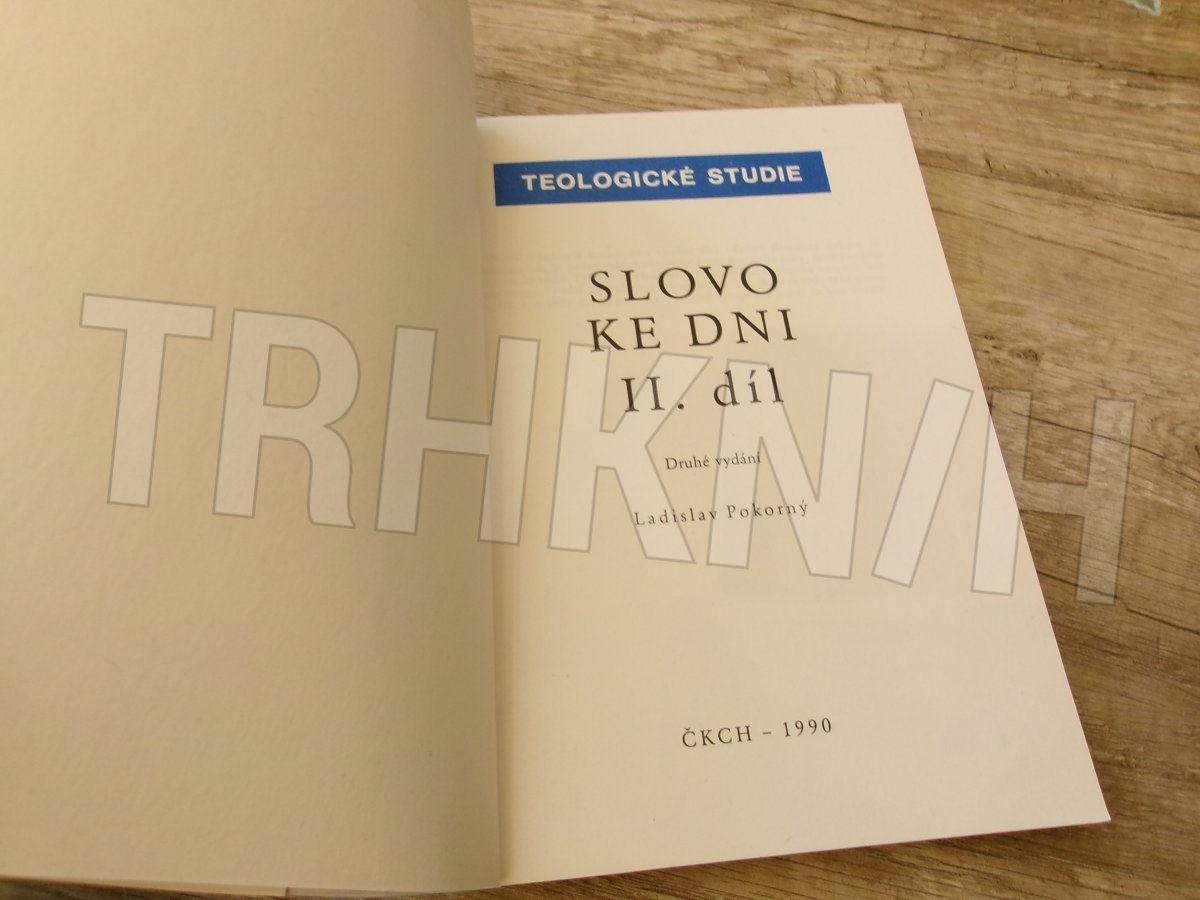 TEOLOGICKÉ STUDIE
SLOVO
KE DNI
II. díl
Druhé vydání
Ladislav Pokorný
ČKCH – 1990
TRHKNIH